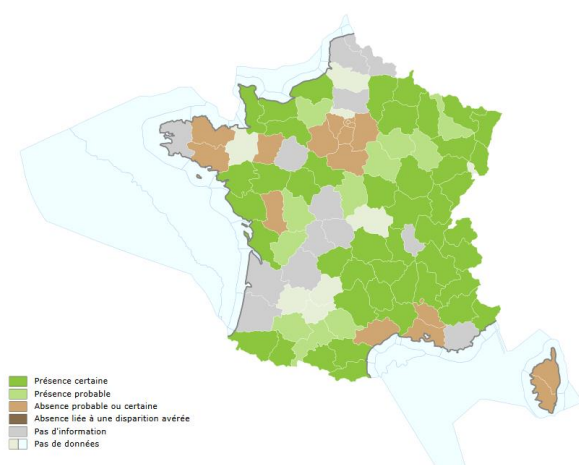 Présence certaine
Présence probable
Absence probable ou certaine
Absence liée à une disparition avérée
Pas d'information
Pas de données